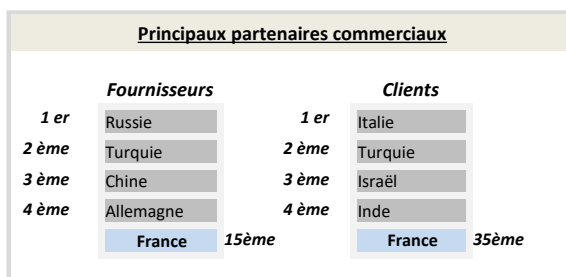 Principaux partenaires commerciaux
Fournisseurs Clients
1 er Russie 1 er Italie
2 ème Turquie 2 ème Turquie
3 ème Chine 3 ème Israël
4 ème Allemagne 4 ème Inde
France 15ème France 35ème